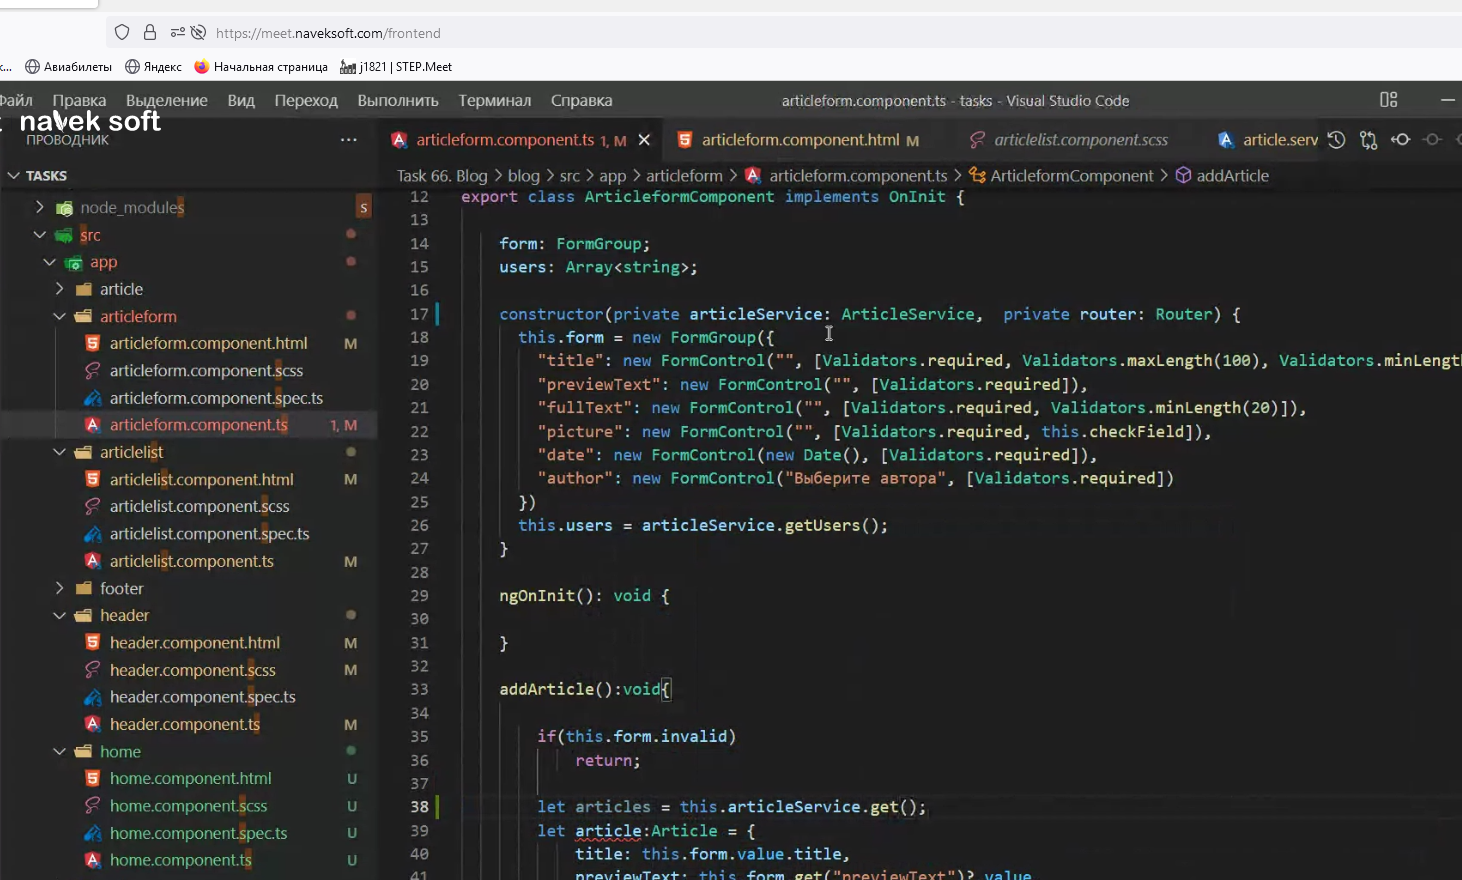 https://meet.naveksoft.com/frontend
Авиабилеты Яндекс Начальная страница j1821 | STEP.Meet
Файл Правка Выделение Вид Переход Выполнить Терминал Справка articleform.component.ts - tasks - Visual Studio Code
navek soft
ПРОВОДНИК ··· articleform.component.ts 1, M articleform.component.html M articlelist.component.scss article.serv
TASKS
Task 66. Blog > blog > src > app > articleform > articleform.component.ts > ArticleformComponent > addArticle
node_modules S
src
app
article
articleform
articleform.component.html M
articleform.component.scss
articleform.component.spec.ts
articleform.component.ts 1, M
articlelist
articlelist.component.html M
articlelist.component.scss
articlelist.component.spec.ts
articlelist.component.ts M
footer
header
header.component.html M
header.component.scss M
header.component.spec.ts
header.component.ts M
home
home.component.html U
home.component.scss U
home.component.spec.ts U
home.component.ts U
12 export class ArticleformComponent implements OnInit {
13
14 form: FormGroup;
15 users: Array<string>;
16
17 constructor(private articleService: ArticleService,  private router: Router) {
18 this.form = new FormGroup({
19 "title": new FormControl("", [Validators.required, Validators.maxLength(100), Validators.minLength
20 "previewText": new FormControl("", [Validators.required]),
21 "fullText": new FormControl("", [Validators.required, Validators.minLength(20)]),
22 "picture": new FormControl("", [Validators.required, this.checkField]),
23 "date": new FormControl(new Date(), [Validators.required]),
24 "author": new FormControl("Выберите автора", [Validators.required])
25 })
26 this.users = articleService.getUsers();
27 }
28
29 ngOnInit(): void {
30
31 }
32
33 addArticle():void{
34
35 if(this.form.invalid)
36 return;
37
38 let articles = this.articleService.get();
39 let article:Article = {
40 title: this.form.value.title,
41 previewText: this.form.get("previewText")?.value